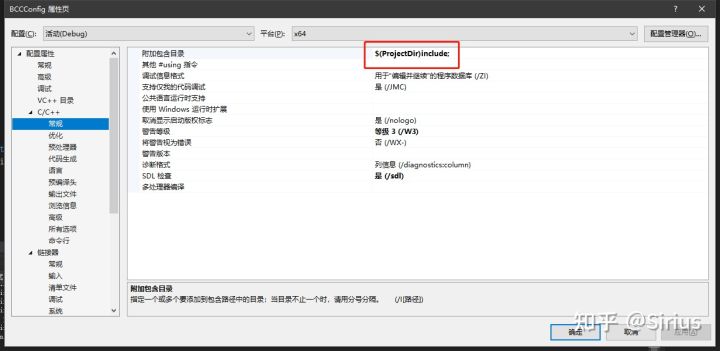 BCCConfig 属性页
配置(C): 活动(Debug) 平台(P): x64 配置管理器(O)...
配置属性
常规
高级
调试
VC++ 目录
C/C++
常规
优化
预处理器
代码生成
语言
预编译头
输出文件
浏览信息
高级
所有选项
命令行
链接器
常规
输入
清单文件
调试
系统
附加包含目录 $(ProjectDir)include;
其他 #using 指令
调试信息格式 用于“编辑并继续”的程序数据库 (/ZI)
支持仅我的代码调试 是 (/JMC)
公共语言运行时支持
使用 Windows 运行时扩展
取消显示启动版权标志 是 (/nologo)
警告等级 等级 3 (/W3)
将警告视为错误 否 (/WX-)
警告版本
诊断格式 列信息 (/diagnostics:column)
SDL 检查 是 (/sdl)
多处理器编译
附加包含目录
指定一个或多个要添加到包含路径中的目录；当目录不止一个时，请用分号分隔。 (/I[路径])
确定 取消 应用(A)
知乎 @Sirius